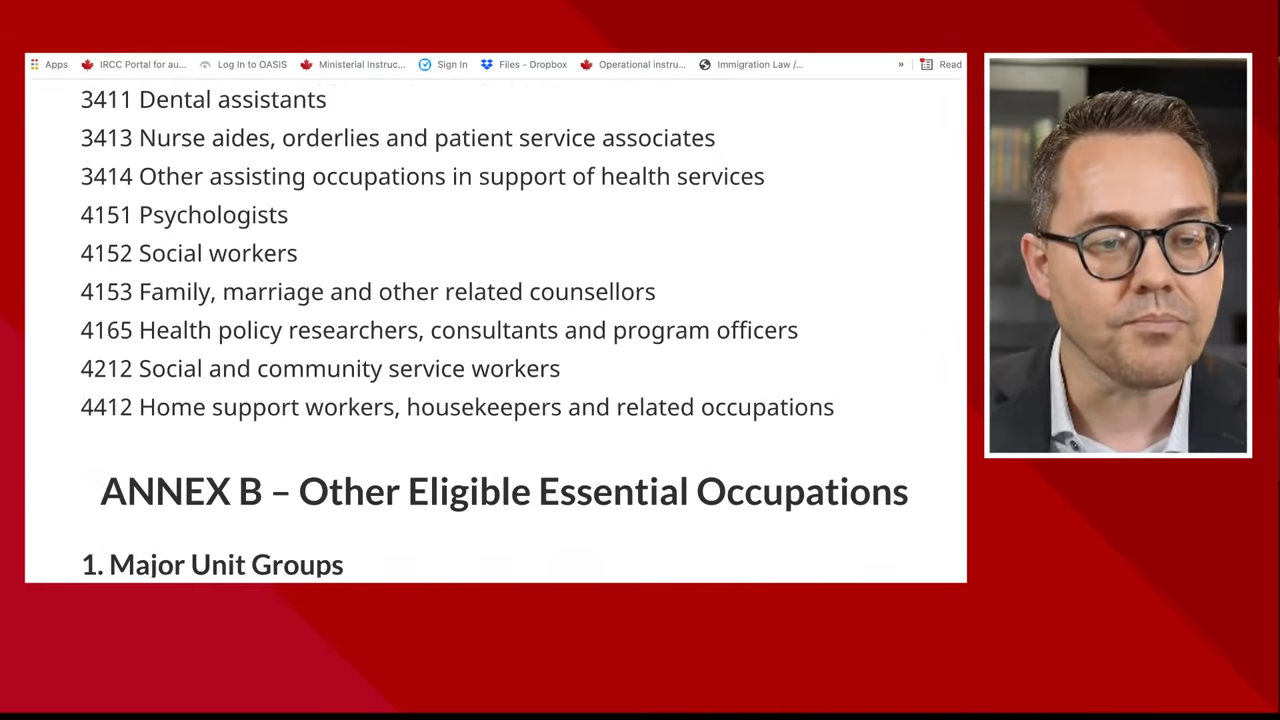 Apps IRCC Portal for au... Log In to OASIS Ministerial Instruc... Sign In Files - Dropbox Operational instru... Immigration Law /... » Read
3411 Dental assistants
3413 Nurse aides, orderlies and patient service associates
3414 Other assisting occupations in support of health services
4151 Psychologists
4152 Social workers
4153 Family, marriage and other related counsellors
4165 Health policy researchers, consultants and program officers
4212 Social and community service workers
4412 Home support workers, housekeepers and related occupations
ANNEX B – Other Eligible Essential Occupations
1. Major Unit Groups